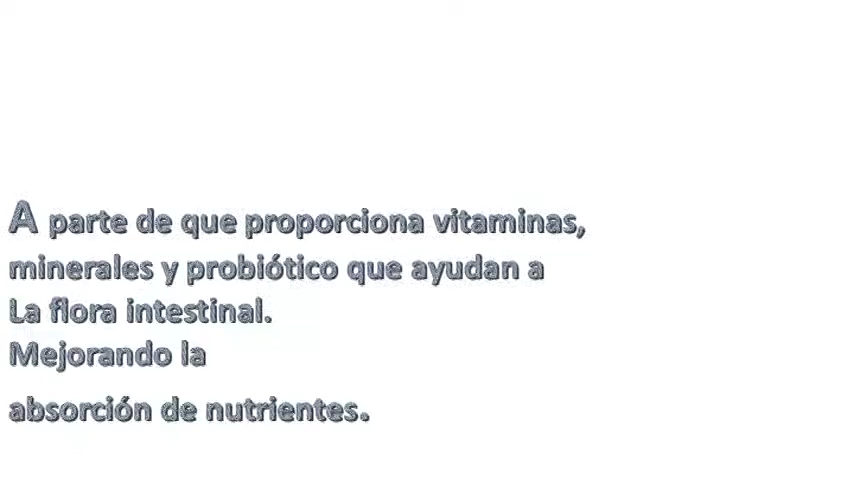 A parte de que proporciona vitaminas,
minerales y probiótico que ayudan a
La flora intestinal.
Mejorando la
absorción de nutrientes.